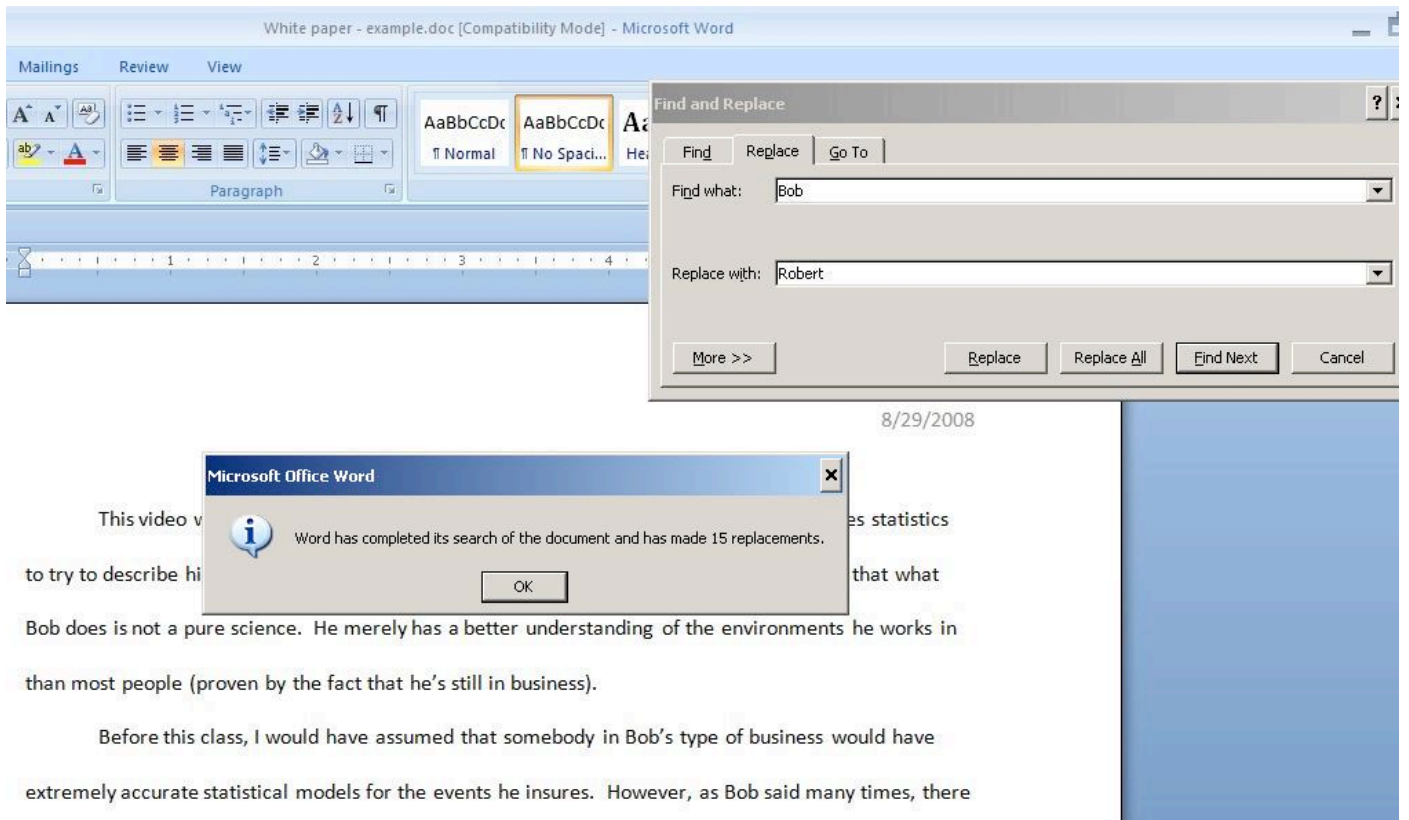 White paper - example.doc [Compatibility Mode] - Microsoft Word
Mailings Review View
AaBbCcDc AaBbCcDc
¶ Normal ¶ No Spaci...
Paragraph
1 2 3 4
Find and Replace
Find Replace Go To
Find what: Bob
Replace with: Robert
More >> Replace Replace All Find Next Cancel
8/29/2008
Microsoft Office Word
Word has completed its search of the document and has made 15 replacements.
OK
This video statistics
to try to describe that what
Bob does is not a pure science. He merely has a better understanding of the environments he works in
than most people (proven by the fact that he's still in business).
Before this class, I would have assumed that somebody in Bob's type of business would have
extremely accurate statistical models for the events he insures. However, as Bob said many times, there